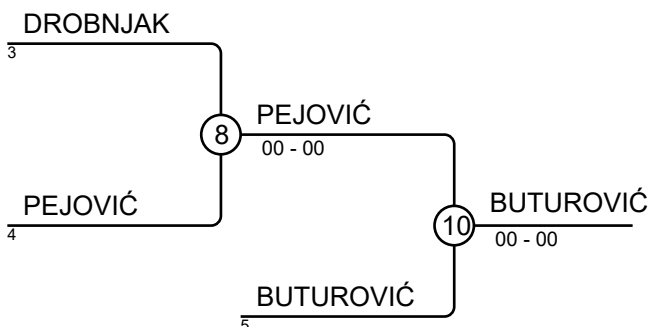 DROBNJAK
3
8
PEJOVIĆ
00 - 00
PEJOVIĆ
4
10
BUTUROVIĆ
00 - 00
BUTUROVIĆ
5